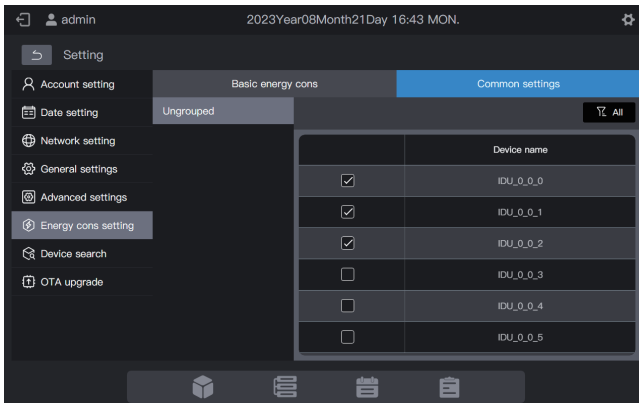 admin
2023Year08Month21Day 16:43 MON.
Setting
Account setting
Date setting
Network setting
General settings
Advanced settings
Energy cons setting
Device search
OTA upgrade
Basic energy cons
Common settings
Ungrouped
All
Device name
IDU_0_0_0
IDU_0_0_1
IDU_0_0_2
IDU_0_0_3
IDU_0_0_4
IDU_0_0_5